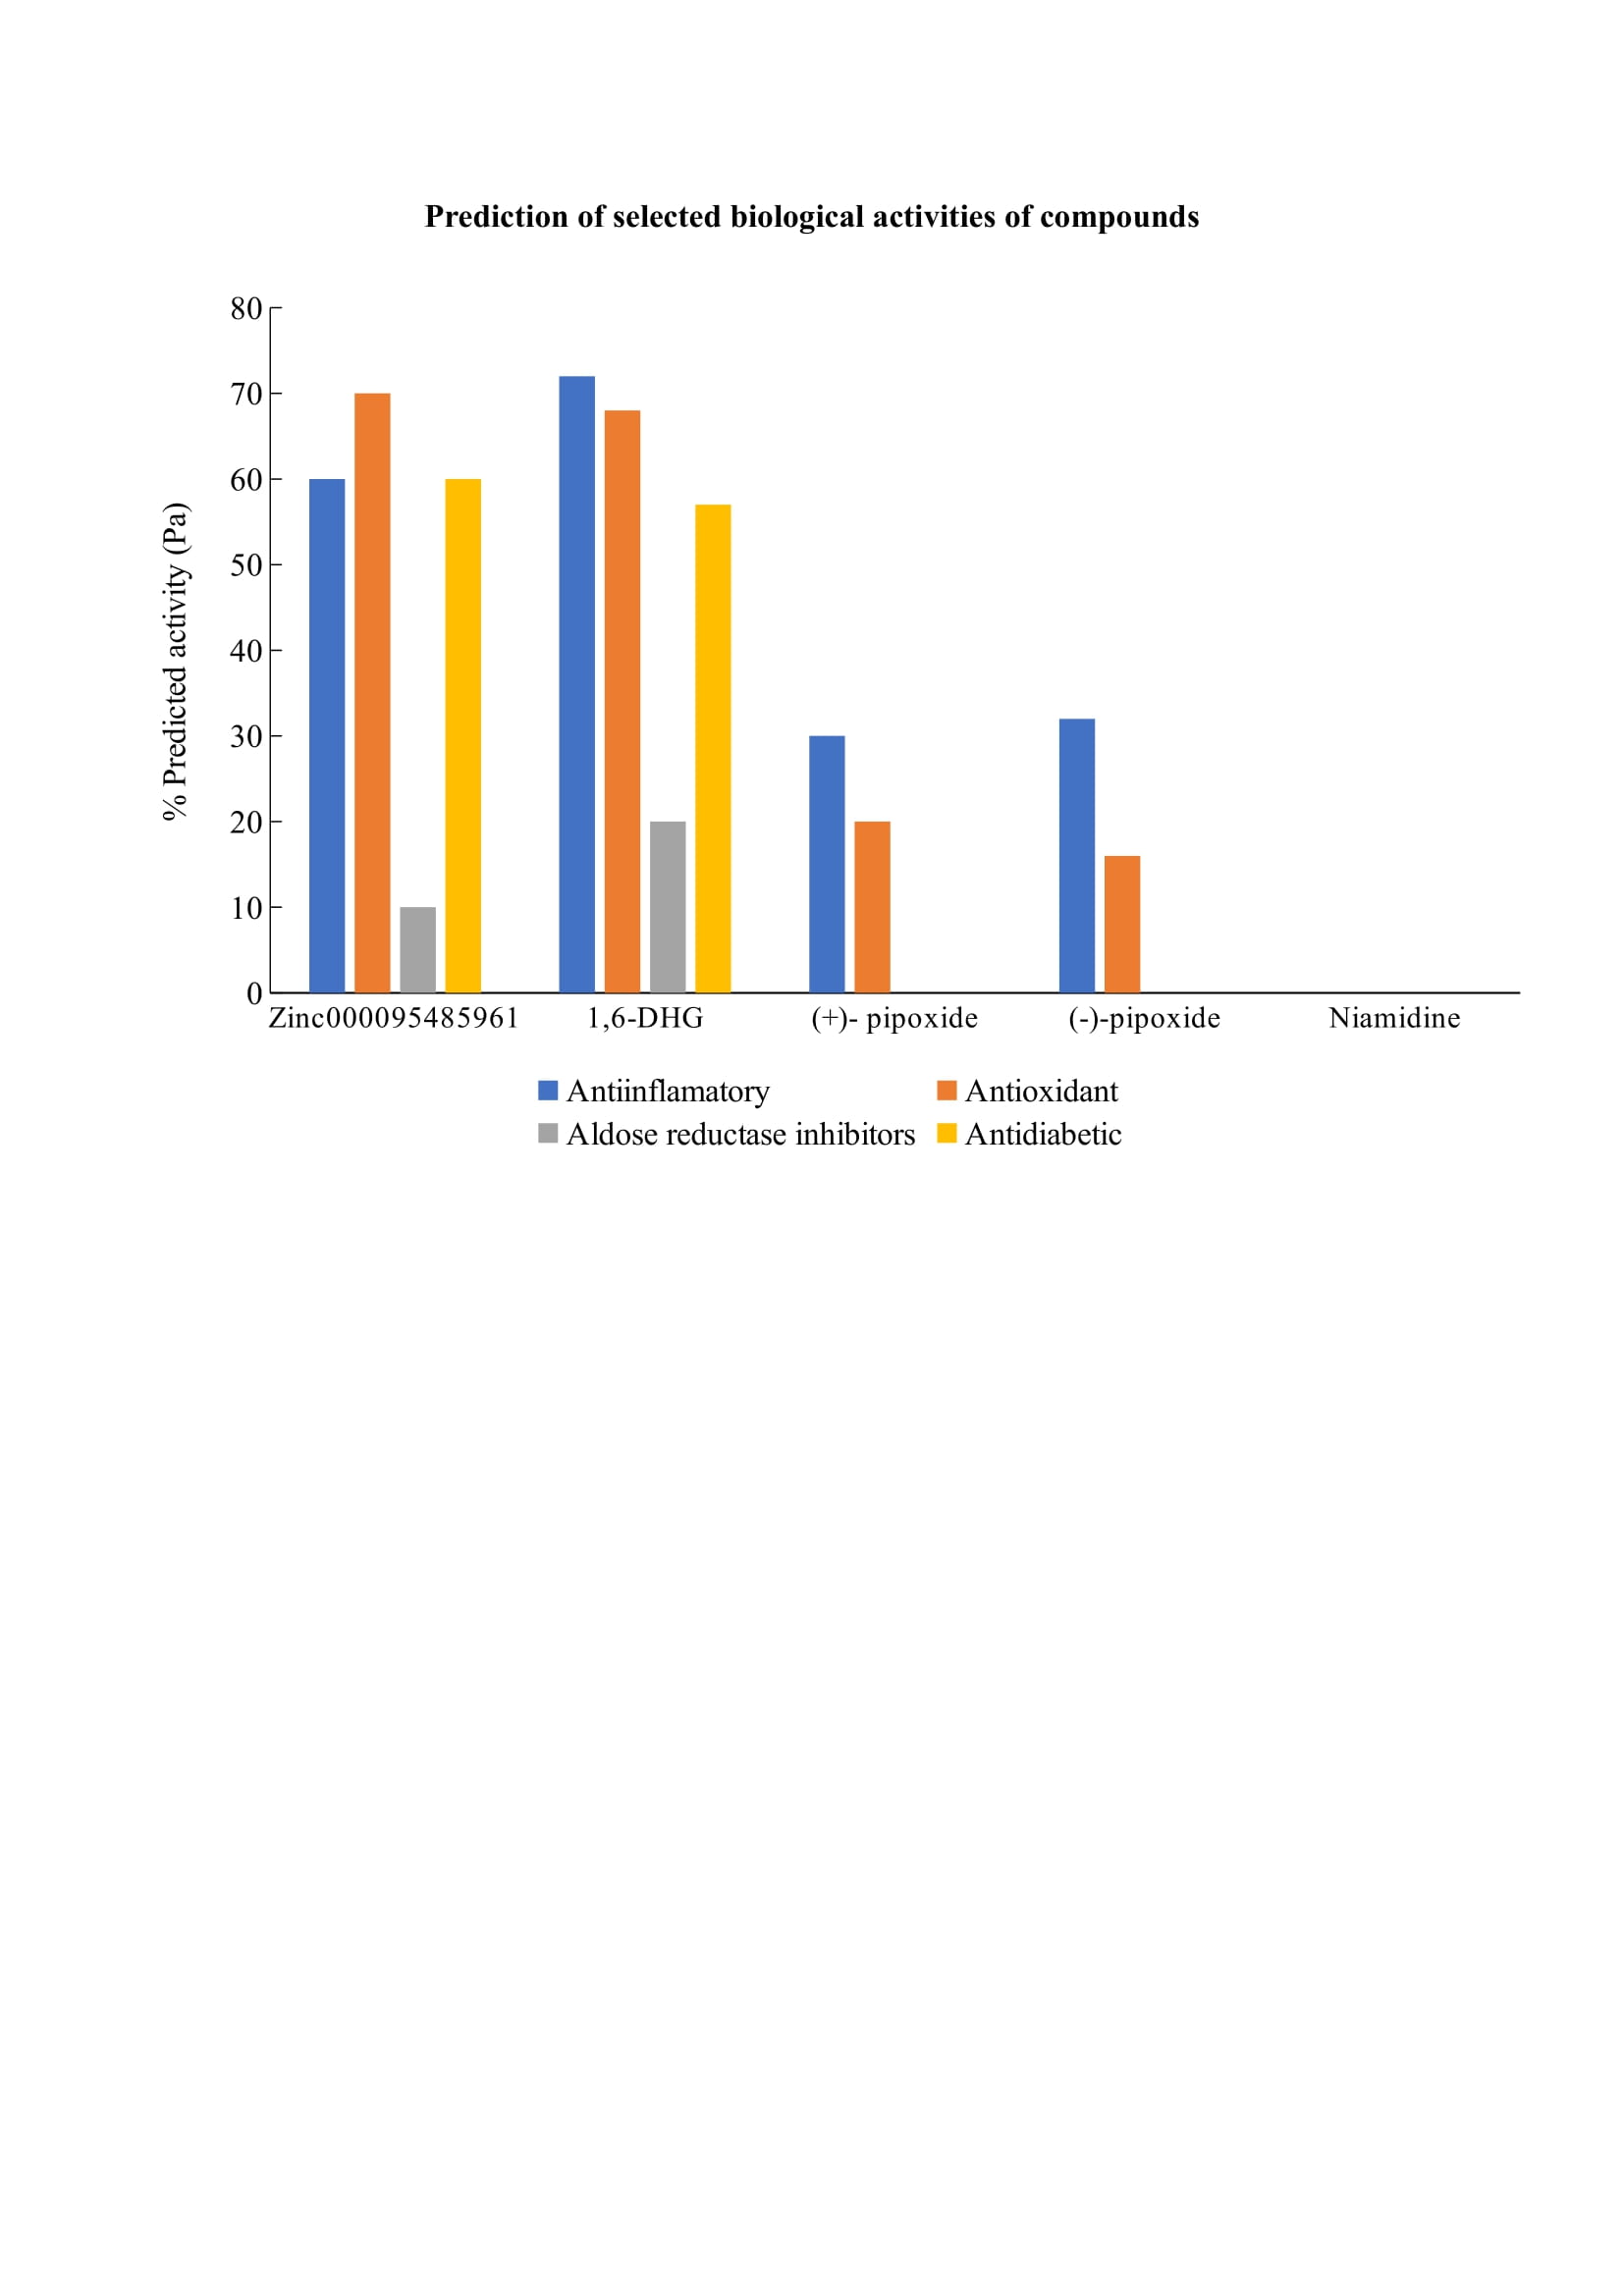 Prediction of selected biological activities of compounds
% Predicted activity (Pa)
80
70
60
50
40
30
20
10
0
Zinc000095485961 1,6-DHG (+)- pipoxide (-)-pipoxide Niamidine
Antiinflamatory Antioxidant
Aldose reductase inhibitors Antidiabetic